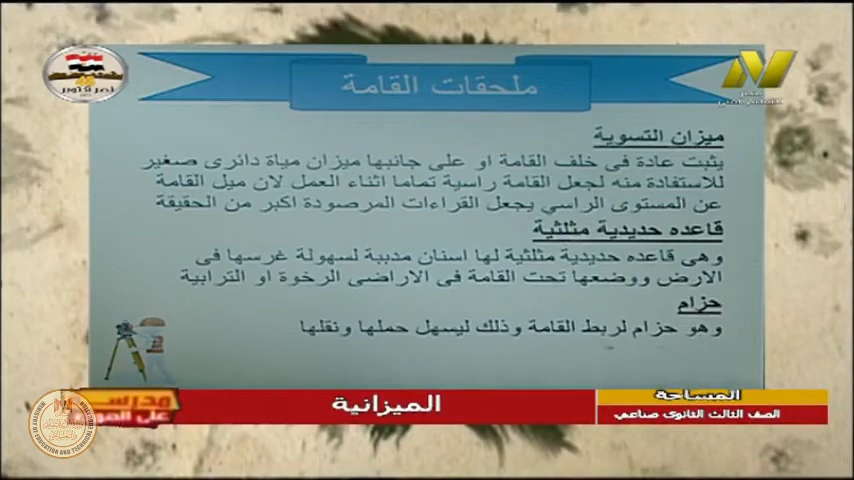 ملحقات القامة
ميزان التسوية
يثبت عادة فى خلف القامة او على جانبها ميزان مياة دائرى صغير
للاستفادة منه لجعل القامة راسية تماما اثناء العمل لان ميل القامة
عن المستوى الراسي يجعل القراءات المرصودة اكبر من الحقيقة
قاعده حديدية مثلثية
وهى قاعده حديدية مثلثية لها اسنان مدببة لسهولة غرسها فى
الارض ووضعها تحت القامة فى الاراضى الرخوة او الترابية
حزام
وهو حزام لربط القامة وذلك ليسهل حملها ونقلها
المساحة
الصف الثالث الثانوى صناعي
الميزانية
مدرستنا
على الهواء